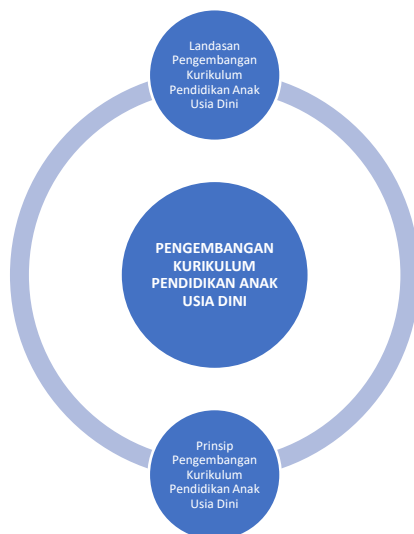 Landasan
Pengembangan
Kurikulum
Pendidikan Anak
Usia Dini
PENGEMBANGAN
KURIKULUM
PENDIDIKAN ANAK
USIA DINI
Prinsip
Pengembangan
Kurikulum
Pendidikan Anak
Usia Dini